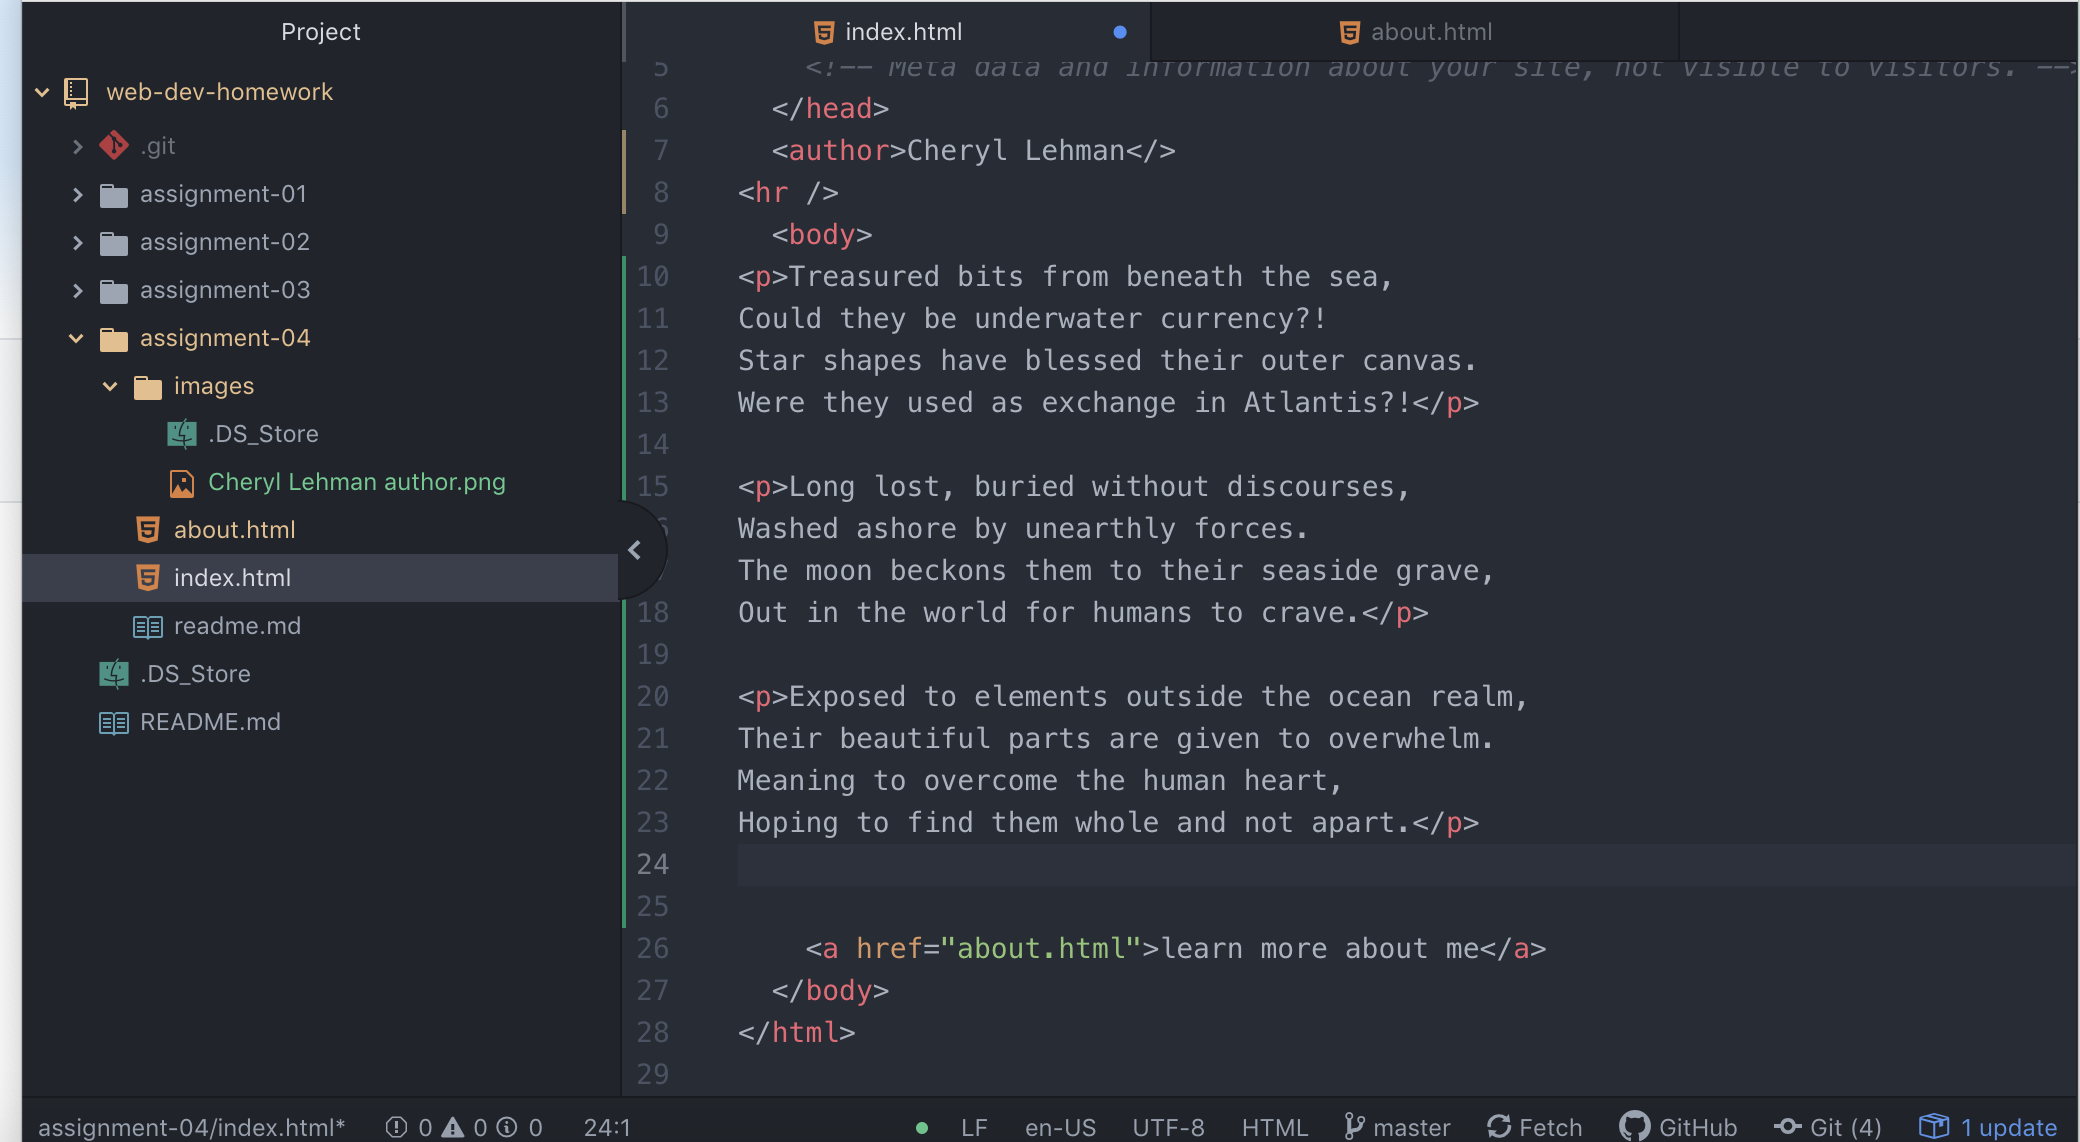 Project
web-dev-homework
.git
assignment-01
assignment-02
assignment-03
assignment-04
images
.DS_Store
Cheryl Lehman author.png
about.html
index.html
readme.md
.DS_Store
README.md
index.html
about.html
5 <!-- Meta data and information about your site, not visible to visitors. -->
6 </head>
7 <author>Cheryl Lehman</>
8 <hr />
9 <body>
10 <p>Treasured bits from beneath the sea,
11 Could they be underwater currency?!
12 Star shapes have blessed their outer canvas.
13 Were they used as exchange in Atlantis?!</p>
14
15 <p>Long lost, buried without discourses,
Washed ashore by unearthly forces.
The moon beckons them to their seaside grave,
18 Out in the world for humans to crave.</p>
19
20 <p>Exposed to elements outside the ocean realm,
21 Their beautiful parts are given to overwhelm.
22 Meaning to overcome the human heart,
23 Hoping to find them whole and not apart.</p>
24
25
26 <a href="about.html">learn more about me</a>
27 </body>
28 </html>
29
assignment-04/index.html* 0 0 0 24:1 LF en-US UTF-8 HTML master Fetch GitHub Git (4) 1 update